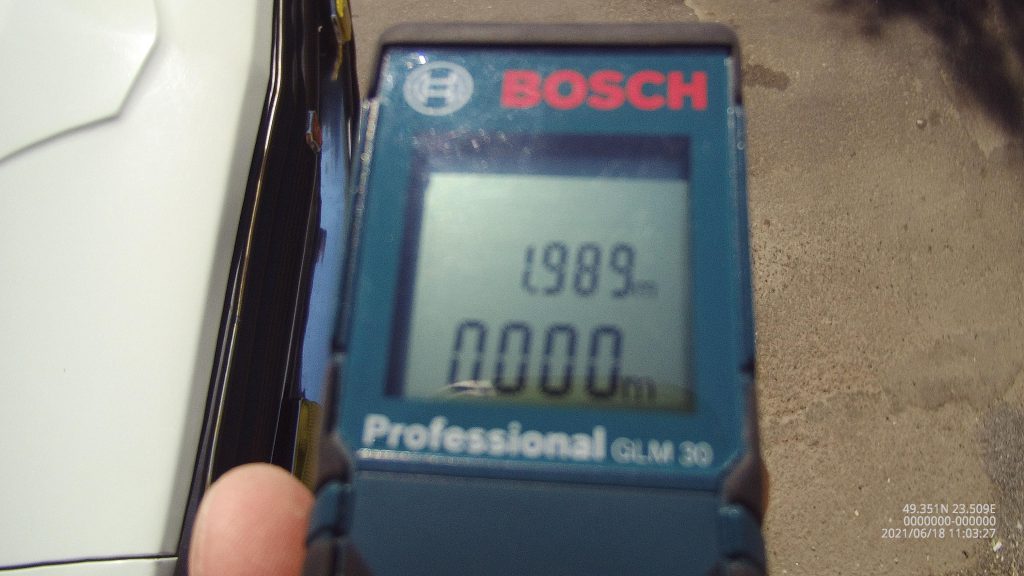 BOSCH
1.989m
0.000m
Professional GLM 30
49.351N 23.509E
0000000-000000
2021/06/18 11:03:27